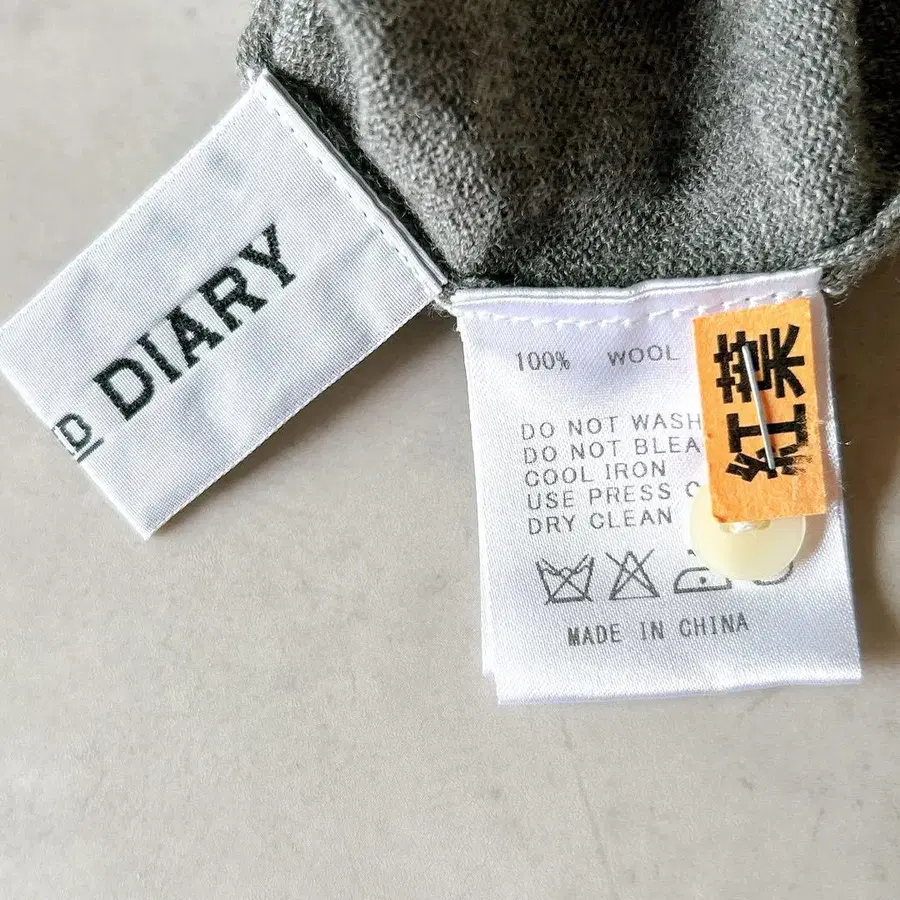 DIARY
100% WOOL
紅葉
DO NOT WASH
DO NOT
COOL IRON
USE PRESS
DRY CLEAN
MADE IN CHINA